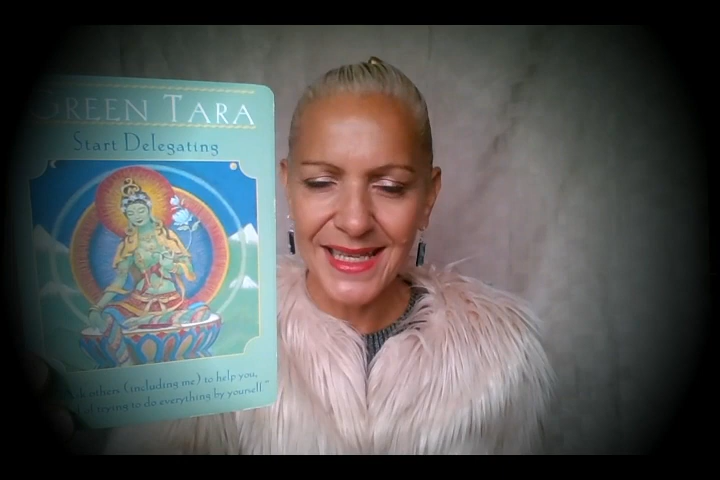 GREEN TARA
Start Delegating
others (including me) to help you,
of trying to do everything by yourself."